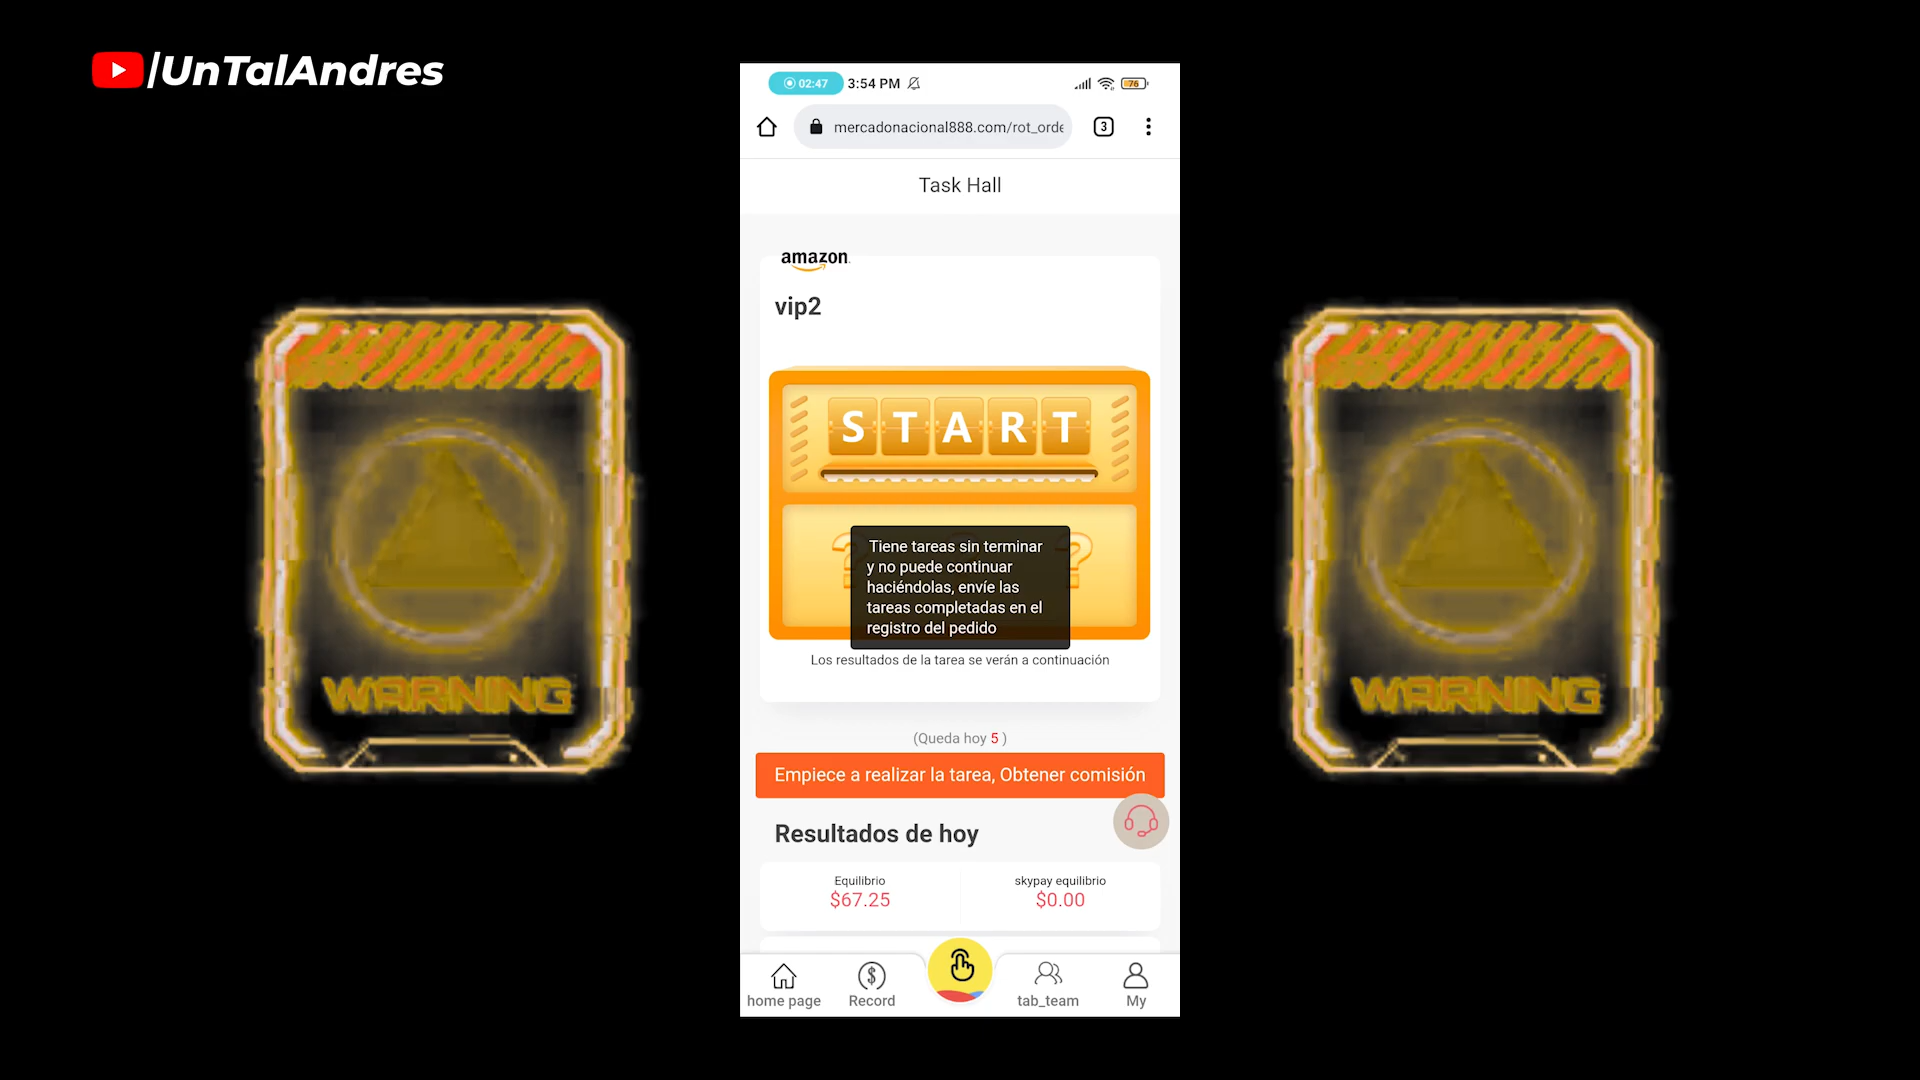 /UnTalAndres
02:47 3:54 PM 76
mercadonacional888.com/rot_orde 3
Task Hall
amazon
vip2
START
Tiene tareas sin terminar
y no puede continuar
haciéndolas, envíe las
tareas completadas en el
registro del pedido
Los resultados de la tarea se verán a continuación
(Queda hoy 5 )
Empiece a realizar la tarea, Obtener comisión
Resultados de hoy
Equilibrio
$67.25
skypay equilibrio
$0.00
home page
Record
tab_team
My
WARNING
WARNING